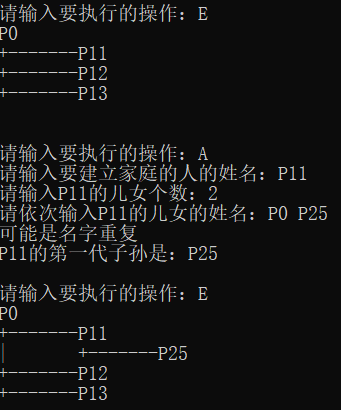 请输入要执行的操作：E
P0
+-------P11
+-------P12
+-------P13
请输入要执行的操作：A
请输入要建立家庭的人的姓名：P11
请输入P11的儿女个数：2
请依次输入P11的儿女的姓名：P0 P25
可能是名字重复
P11的第一代子孙是：P25
请输入要执行的操作：E
P0
+-------P11
|       +-------P25
+-------P12
+-------P13